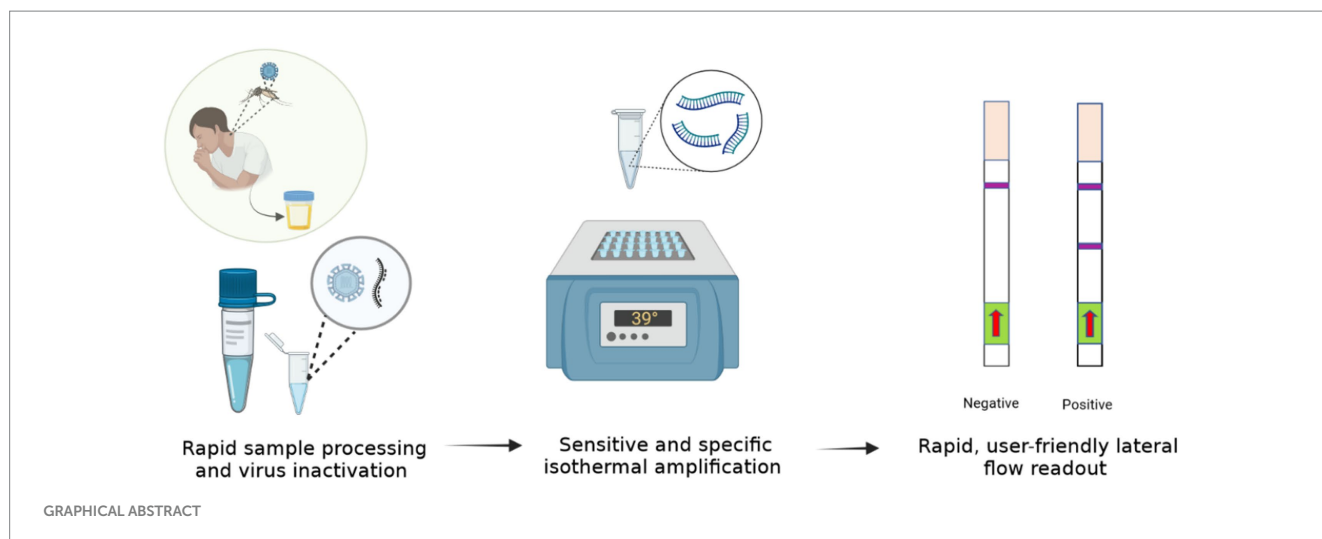 39°
Negative
Positive
Rapid sample processing
and virus inactivation
Sensitive and specific
isothermal amplification
Rapid, user-friendly lateral
flow readout
GRAPHICAL ABSTRACT